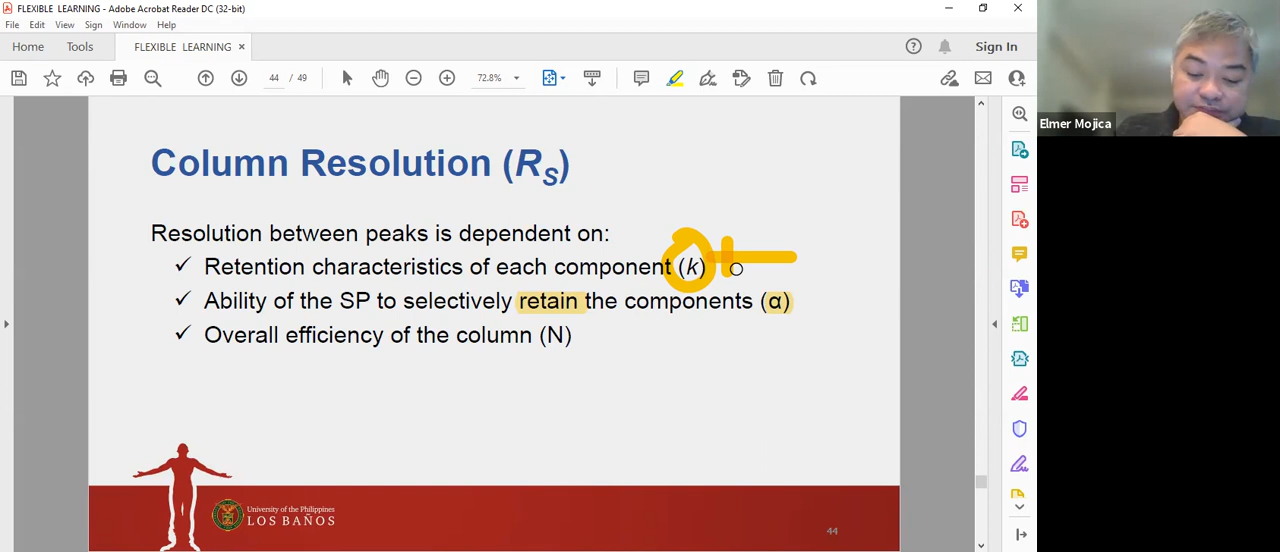 FLEXIBLE LEARNING - Adobe Acrobat Reader DC (32-bit)
File Edit View Sign Window Help
Home Tools FLEXIBLE LEARNING × Sign In
44 / 49 72.8%
Elmer Mojica
Column Resolution (RS)
Resolution between peaks is dependent on:
✓ Retention characteristics of each component (k)
✓ Ability of the SP to selectively retain the components (α)
✓ Overall efficiency of the column (N)
University of the Philippines
LOS BAÑOS
44